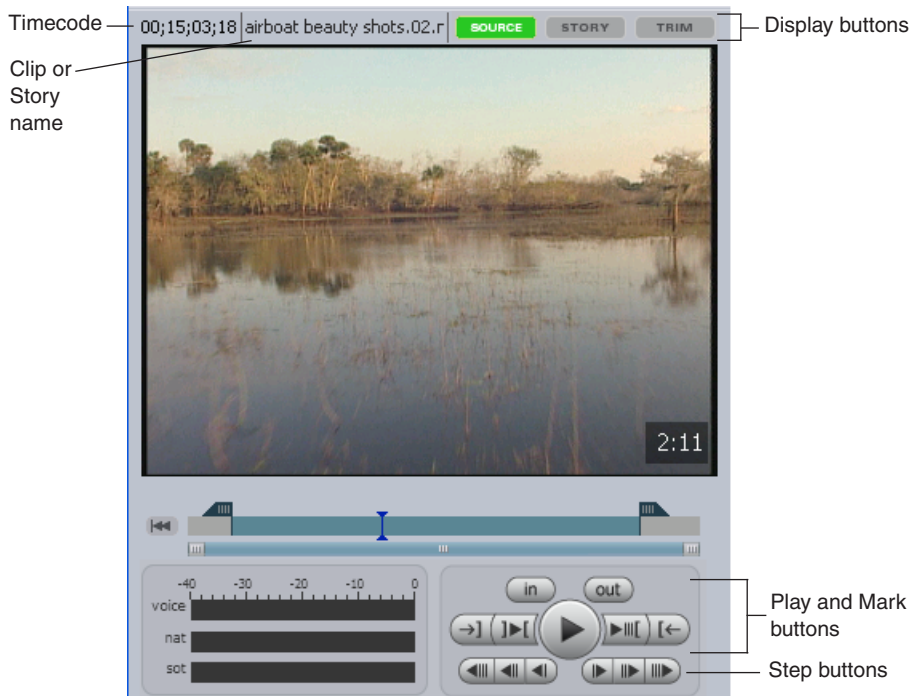 Timecode
00;15;03;18
airboat beauty shots.02.r
SOURCE
STORY
TRIM
Display buttons
Clip or
Story
name
2:11
-40 -30 -20 -10 0
voice
nat
sot
in
out
Play and Mark
buttons
Step buttons